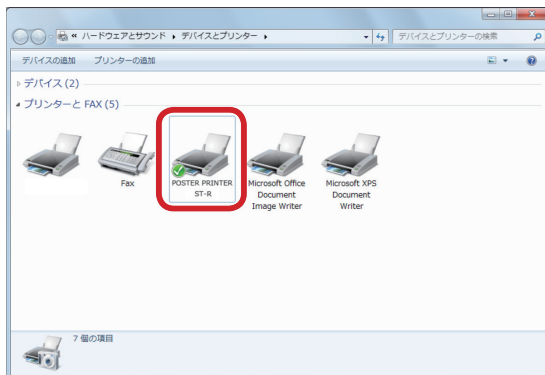 « ハードウェアとサウンド ▸ デバイスとプリンター ▸
デバイスとプリンターの検索
デバイスの追加 プリンターの追加
デバイス (2)
プリンターと FAX (5)
Fax
POSTER PRINTER
ST-R
Microsoft Office
Document
Image Writer
Microsoft XPS
Document
Writer
7 個の項目